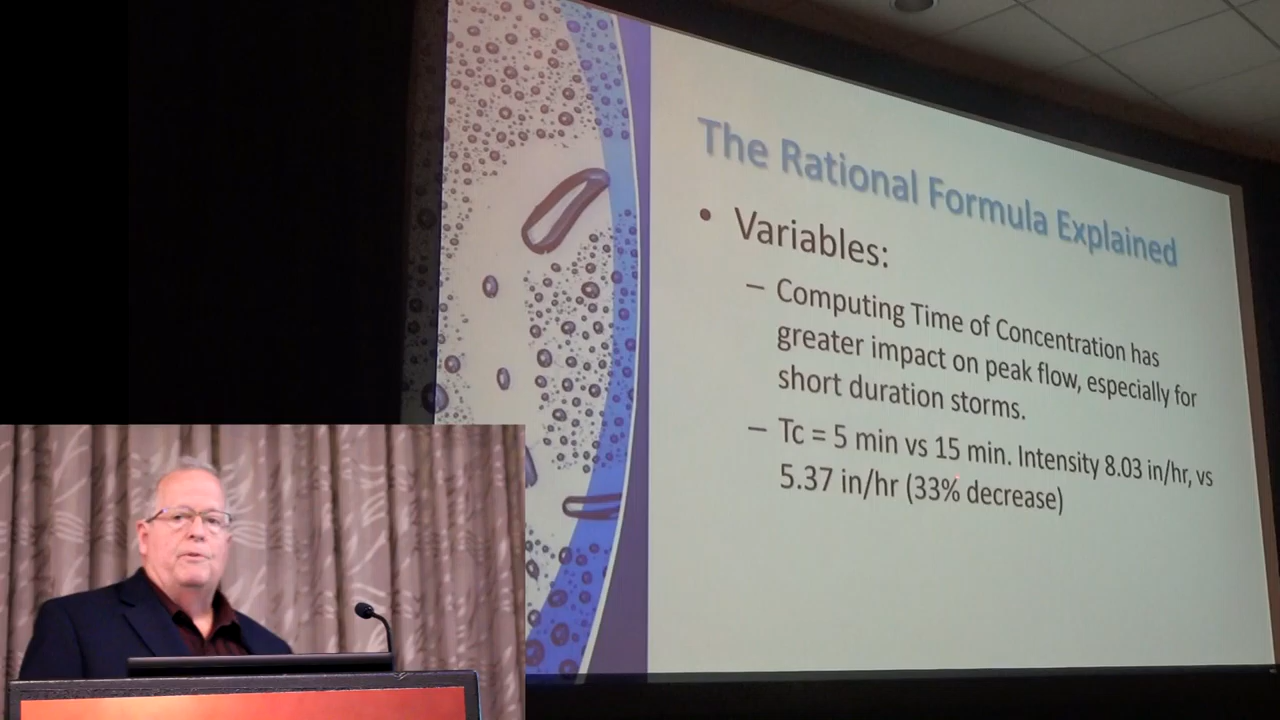 The Rational Formula Explained
• Variables:
– Computing Time of Concentration has
greater impact on peak flow, especially for
short duration storms.
– Tc = 5 min vs 15 min. Intensity 8.03 in/hr, vs
5.37 in/hr (33% decrease)